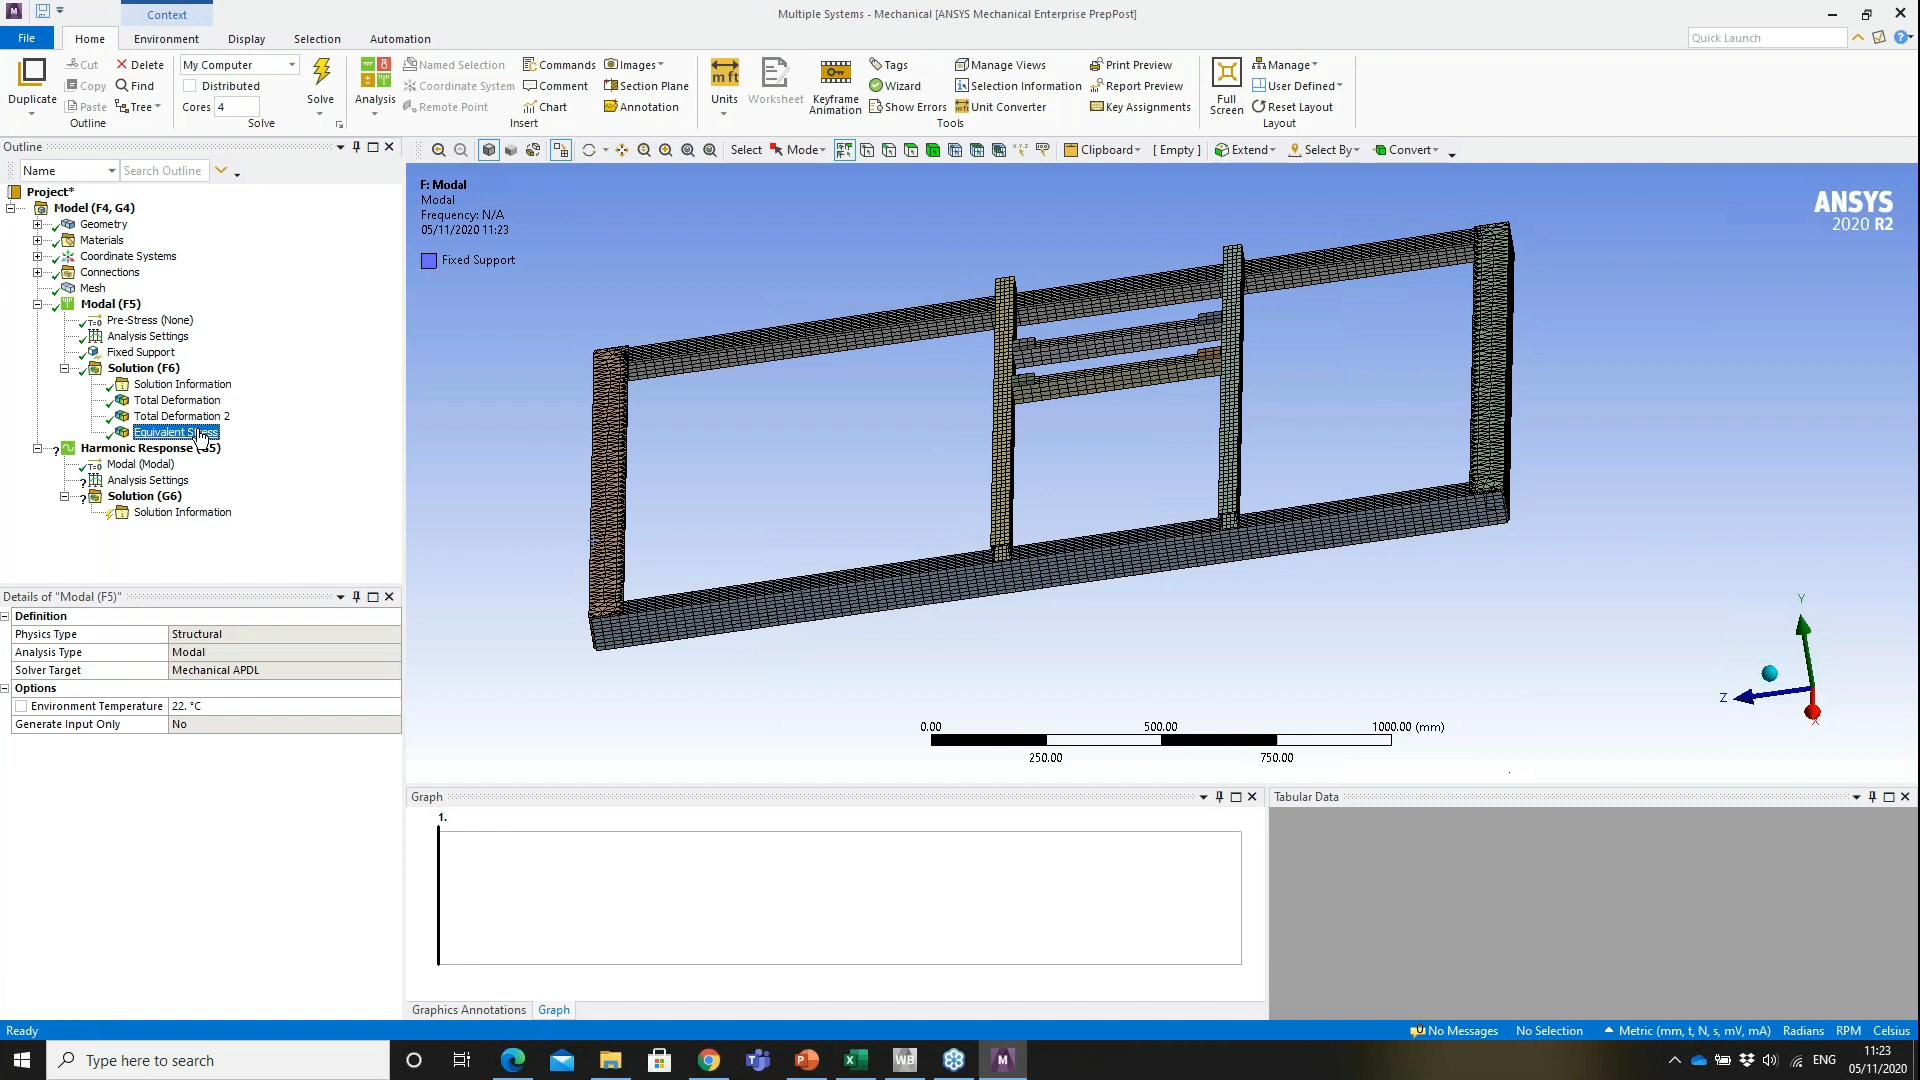 Context
Multiple Systems - Mechanical [ANSYS Mechanical Enterprise PrepPost]
File Home Environment Display Selection Automation
Quick Launch
Duplicate
Cut Delete
Copy Find
Paste Tree
Outline
My Computer
Distributed
Cores 4
Solve
Solve
Analysis
Named Selection Commands Images
Coordinate System Comment Section Plane
Remote Point Chart Annotation
Insert
Units
Worksheet
Keyframe
Animation
Tags Manage Views Print Preview
Wizard Selection Information Report Preview
Show Errors Unit Converter Key Assignments
Tools
Full
Screen
Manage
User Defined
Reset Layout
Layout
Outline
Select Mode Clipboard [ Empty ] Extend Select By Convert
Name Search Outline
Project*
Model (F4, G4)
Geometry
Materials
Coordinate Systems
Connections
Mesh
Modal (F5)
Pre-Stress (None)
Analysis Settings
Fixed Support
Solution (F6)
Solution Information
Total Deformation
Total Deformation 2
Equivalent
Harmonic Response
Modal (Modal)
Analysis Settings
Solution (G6)
Solution Information
F: Modal
Modal
Frequency: N/A
05/11/2020 11:23
Fixed Support
ANSYS
2020 R2
Y
Z
X
0.00 500.00 1000.00 (mm)
250.00 750.00
Details of "Modal (F5)"
Definition
Physics Type Structural
Analysis Type Modal
Solver Target Mechanical APDL
Options
Environment Temperature 22. °C
Generate Input Only No
Graph
1.
Graphics Annotations Graph
Tabular Data
Ready
No Messages No Selection Metric (mm, t, N, s, mV, mA) Radians RPM Celsius
Type here to search
ENG
11:23
05/11/2020